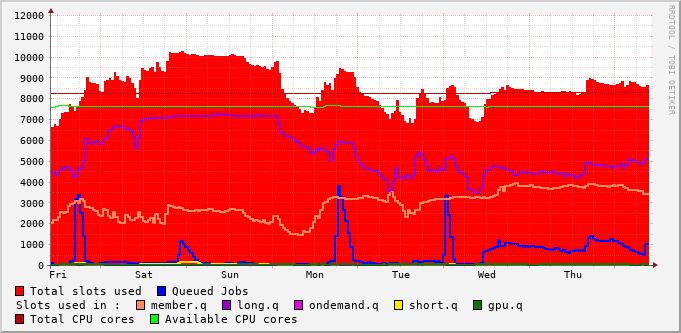 12000
11000
10000
9000
8000
7000
6000
5000
4000
3000
2000
1000
0
Fri Sat Sun Mon Tue Wed Thu
Total slots used Queued Jobs
Slots used in : member.q long.q ondemand.q short.q gpu.q
Total CPU cores Available CPU cores
RRDTOOL / TOBI OETIKER